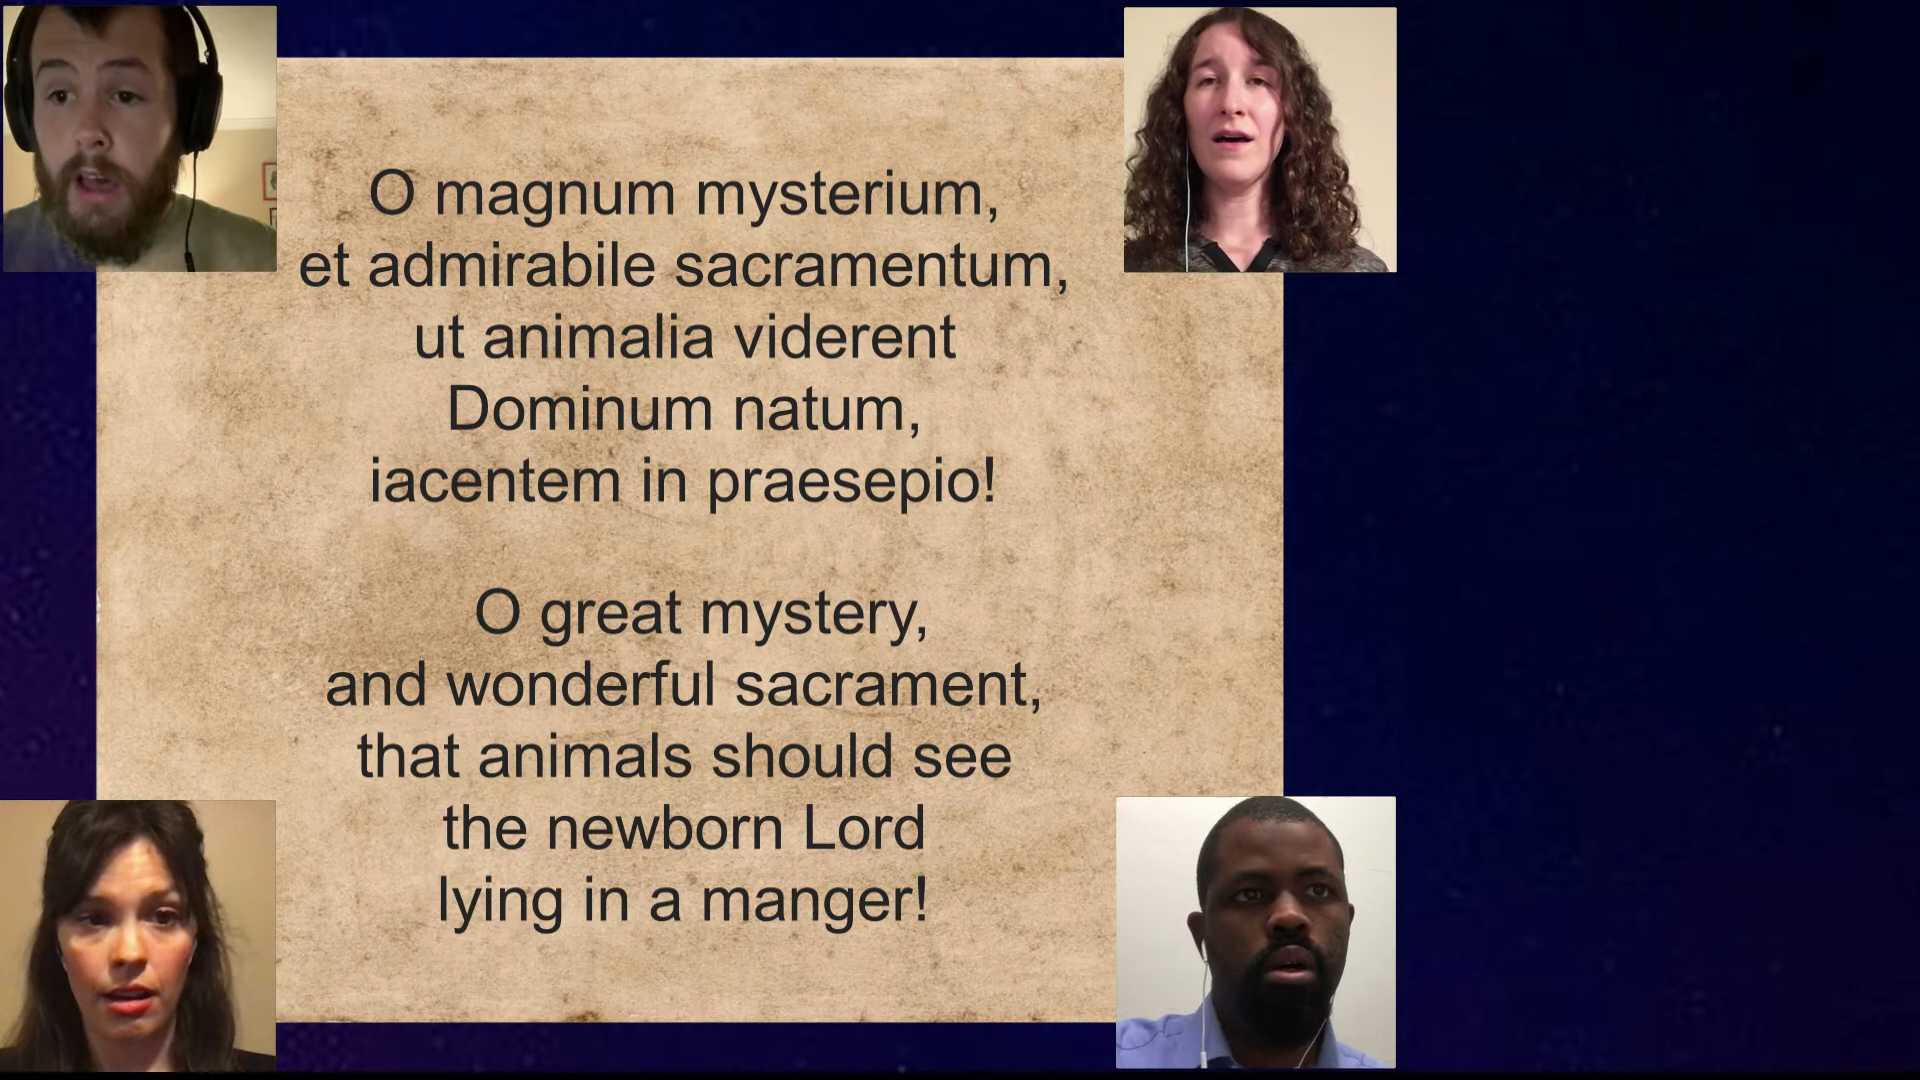 O magnum mysterium,
et admirabile sacramentum,
ut animalia viderent
Dominum natum,
iacentem in praesepio!
O great mystery,
and wonderful sacrament,
that animals should see
the newborn Lord
lying in a manger!